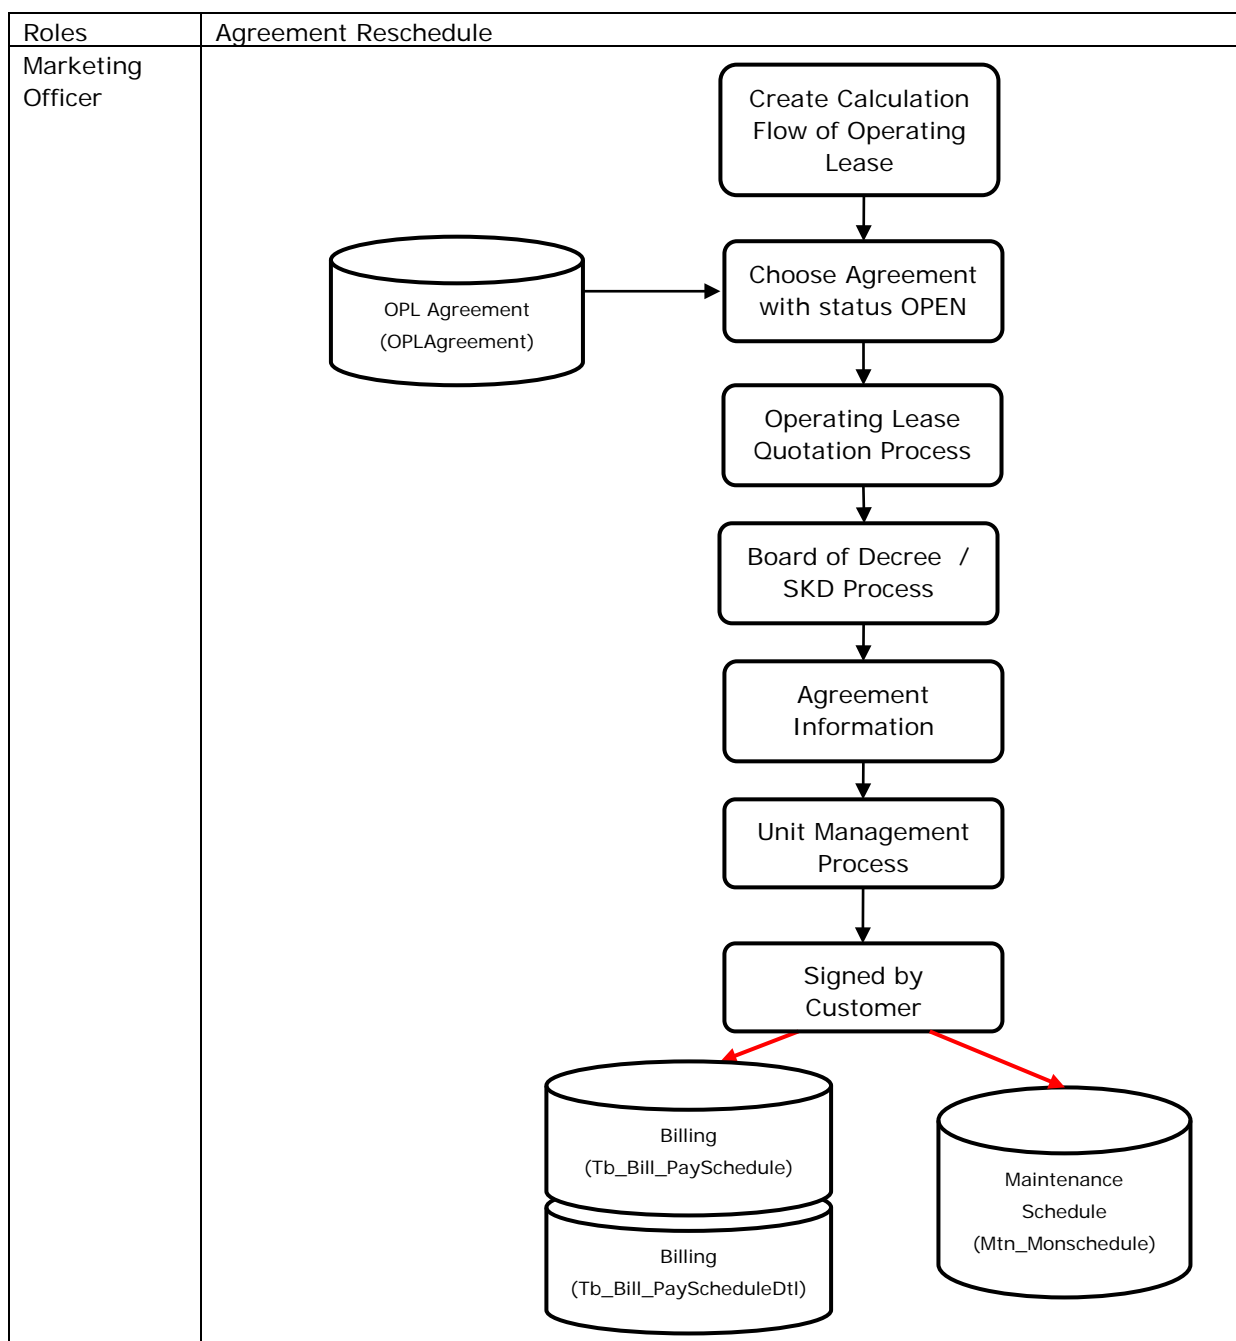 Roles
Agreement Reschedule
Marketing
Officer
Create Calculation
Flow of Operating
Lease
OPL Agreement
(OPLAgreement)
Choose Agreement
with status OPEN
Operating Lease
Quotation Process
Board of Decree  /
SKD Process
Agreement
Information
Unit Management
Process
Signed by
Customer
Billing
(Tb_Bill_PaySchedule)
Maintenance
Schedule
(Mtn_Monschedule)
Billing
(Tb_Bill_PayScheduleDtl)